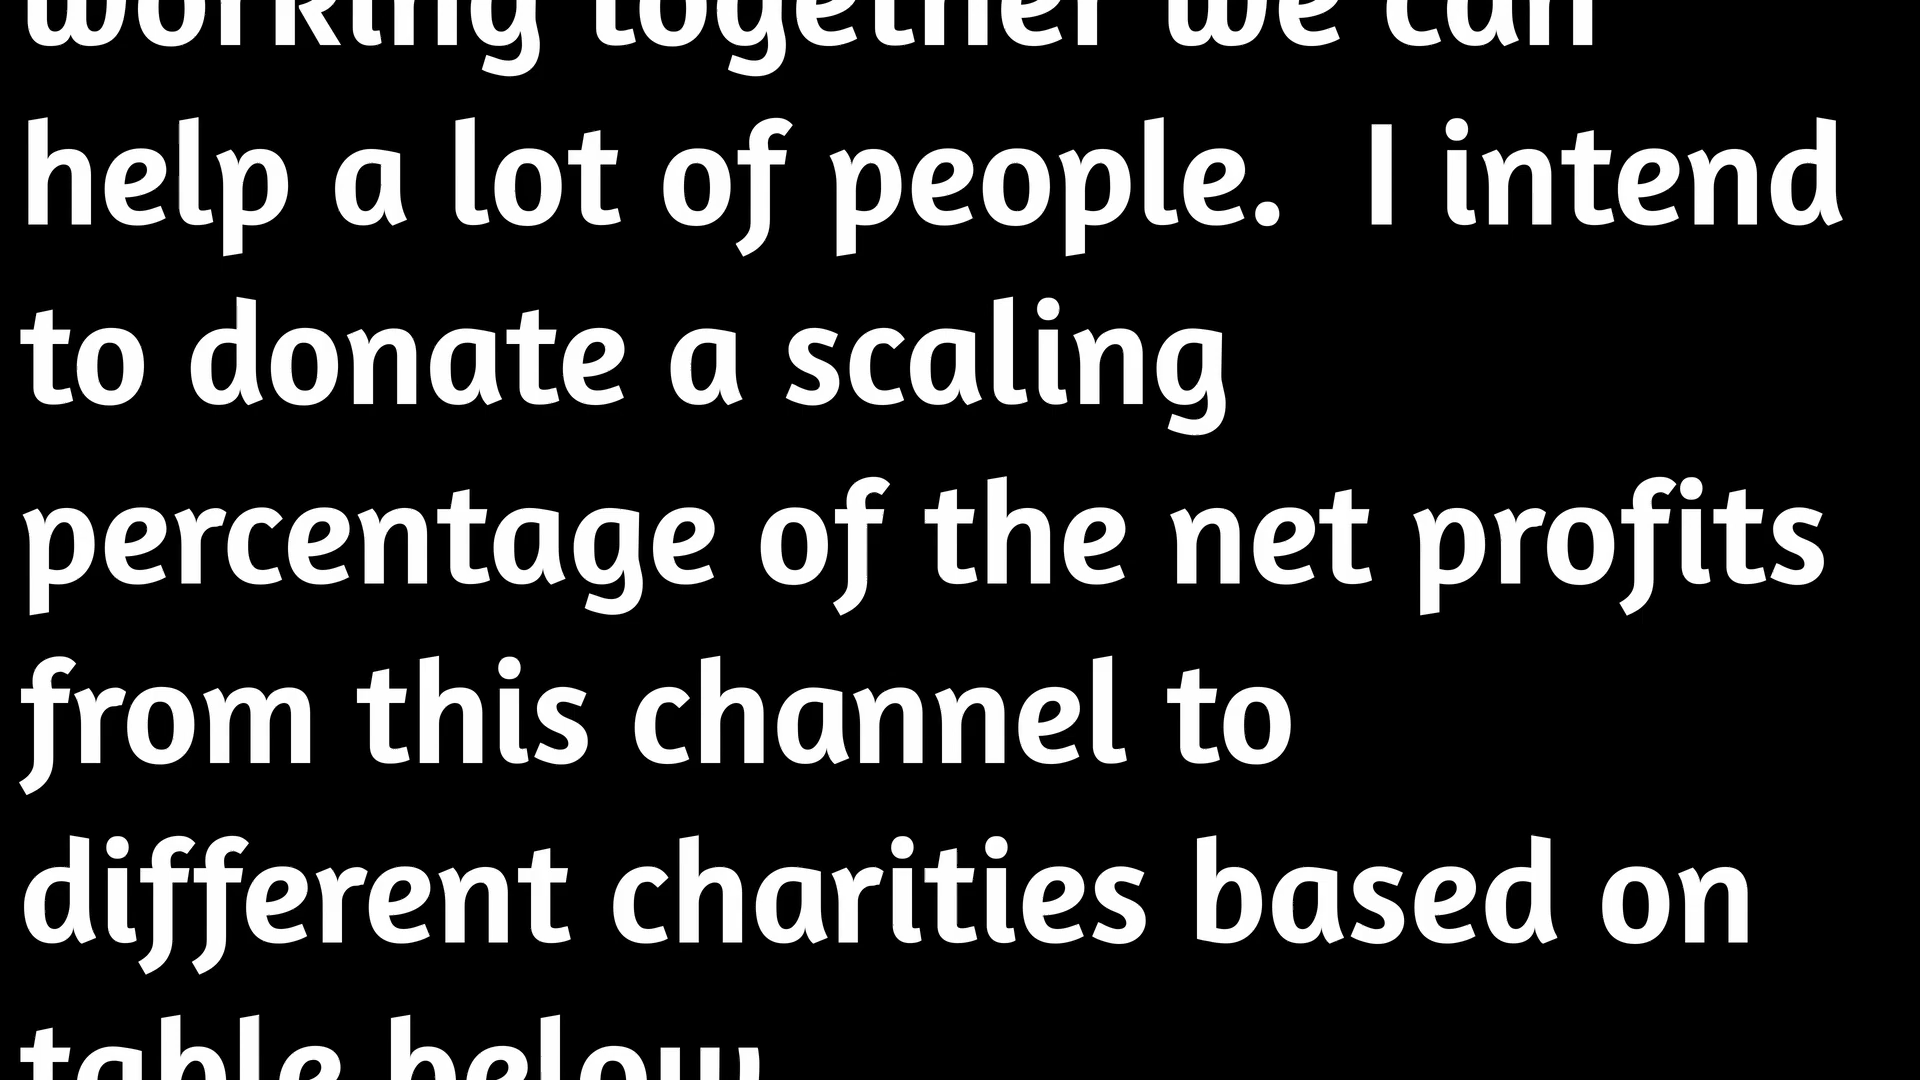 working together we can
help a lot of people.  I intend
to donate a scaling
percentage of the net profits
from this channel to
different charities based on
table below